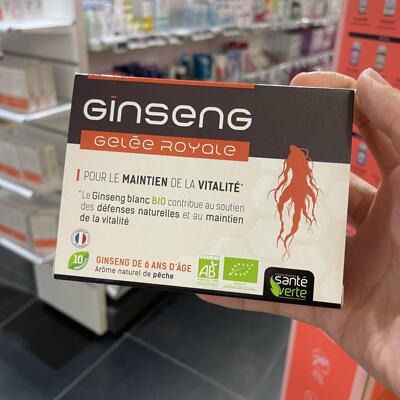 GINSENG
GELÉE ROYALE
POUR LE MAINTIEN DE LA VITALITÉ*
*Le Ginseng blanc BIO contribue au soutien
des défenses naturelles et au maintien
de la vitalité.
10
GINSENG DE 6 ANS D'ÂGE
Arôme naturel de pêche
AB
santé
verte